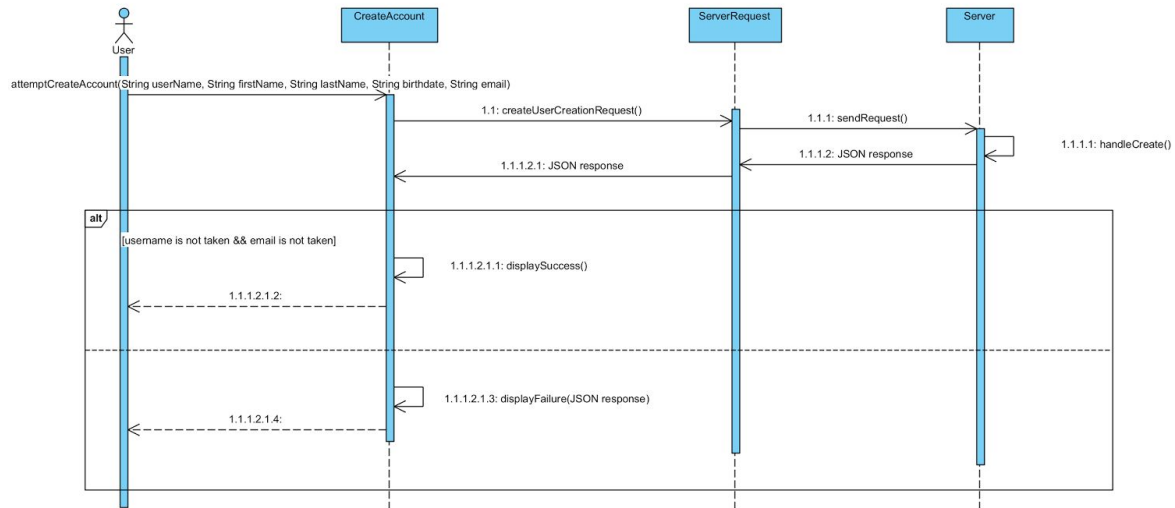 CreateAccount
ServerRequest
Server
User
attemptCreateAccount(String userName, String firstName, String lastName, String birthdate, String email)
1.1: createUserCreationRequest()
1.1.1: sendRequest()
1.1.1.1: handleCreate()
1.1.1.2: JSON response
1.1.1.2.1: JSON response
alt
[username is not taken && email is not taken]
1.1.1.2.1.1: displaySuccess()
1.1.1.2.1.2:
1.1.1.2.1.3: displayFailure(JSON response)
1.1.1.2.1.4: